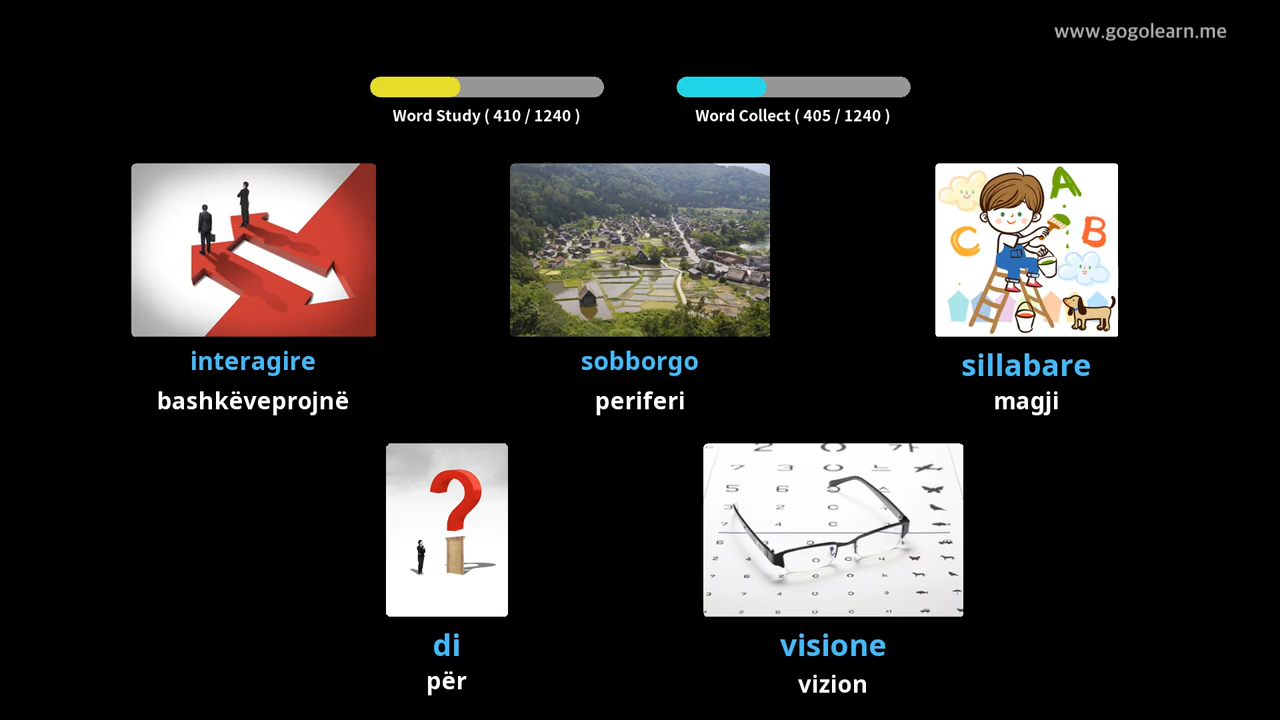 www.gogolearn.me
Word Study ( 410 / 1240 )
Word Collect ( 405 / 1240 )
A
B
C
interagire
bashkëveprojnë
sobborgo
periferi
sillabare
magji
di
për
visione
vizion